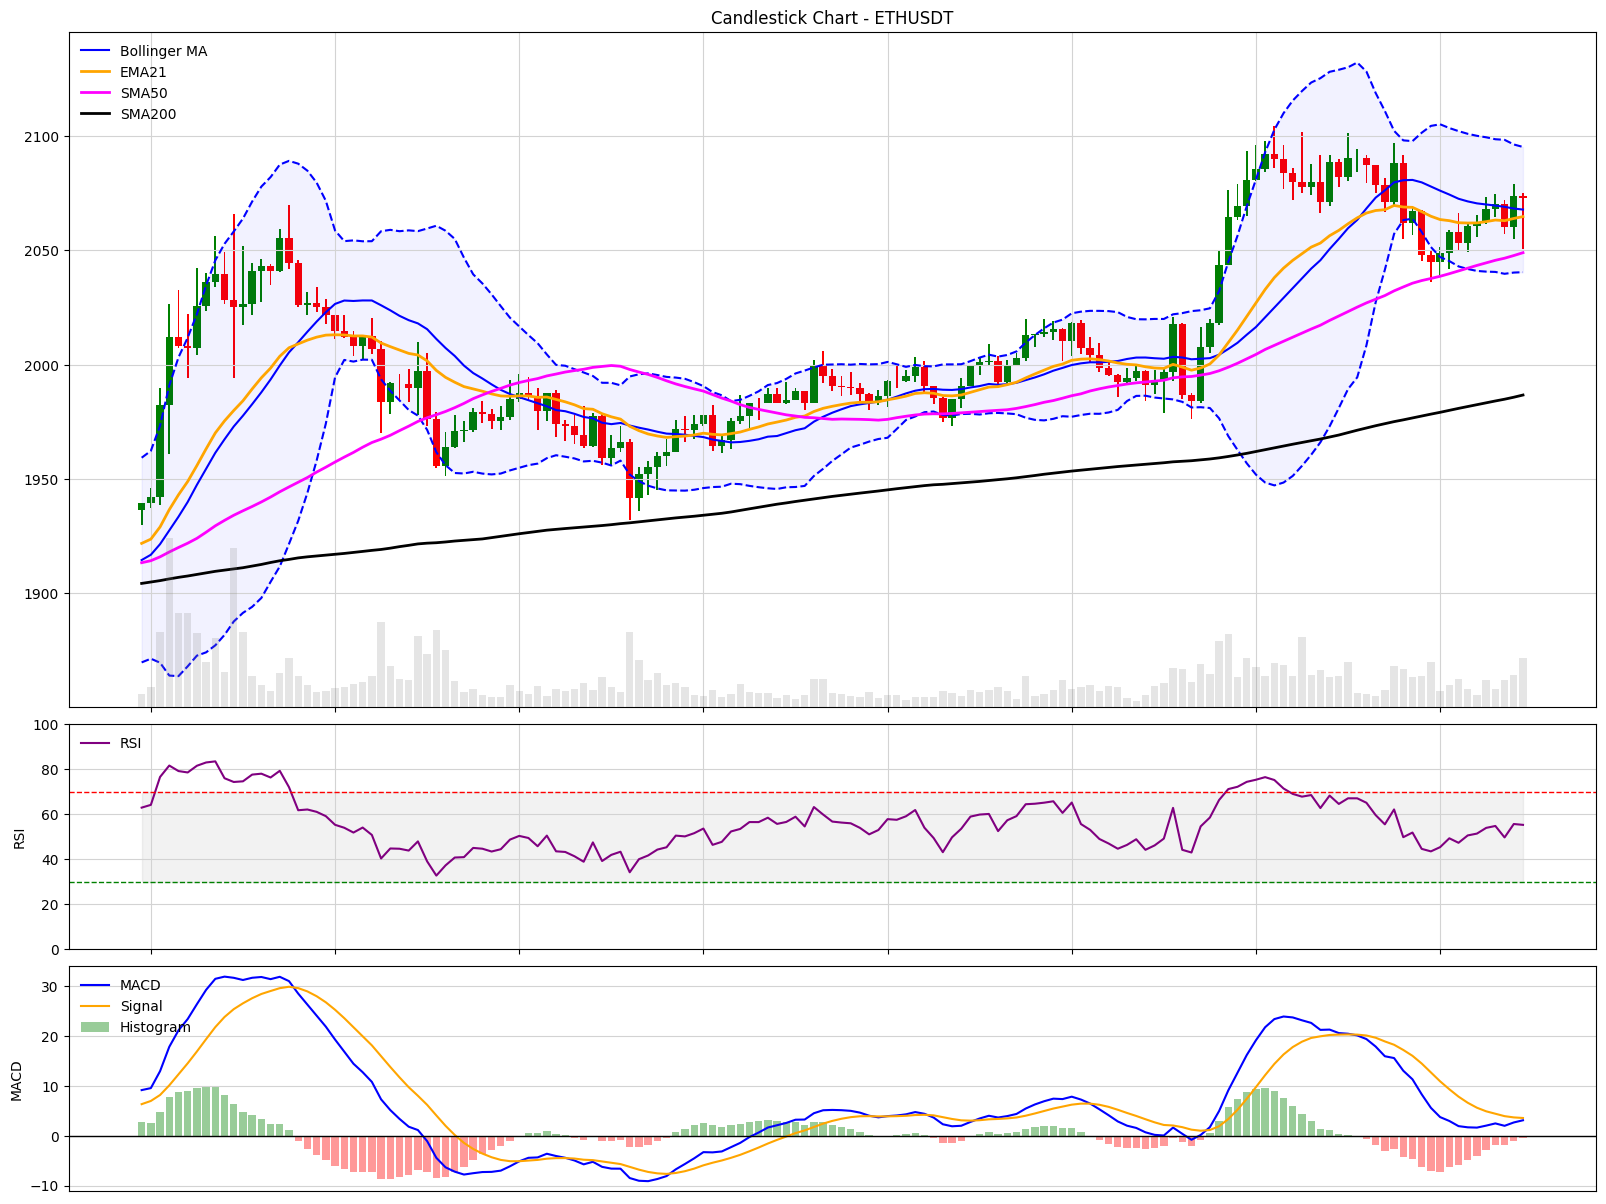 Candlestick Chart - ETHUSDT
Bollinger MA
EMA21
SMA50
SMA200
2100
2050
2000
1950
1900
100
80
60
40
20
0
RSI
RSI
30
20
10
0
−10
MACD
MACD
Signal
Histogram